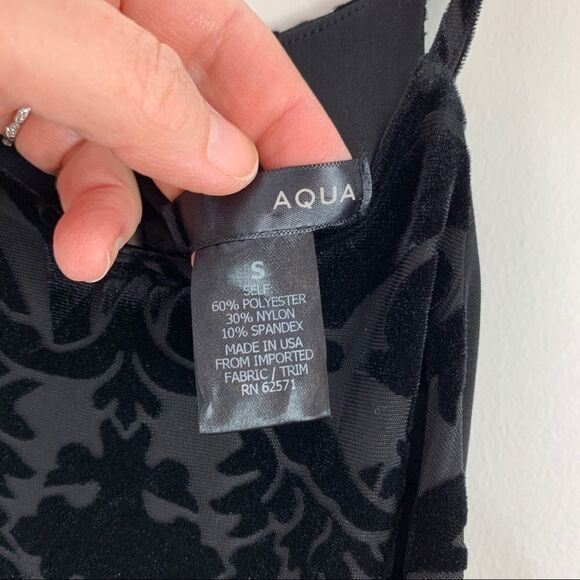 AQUA
S
SELF:
60% POLYESTER
30% NYLON
10% SPANDEX
MADE IN USA
FROM IMPORTED
FABRIC / TRIM
RN 62571